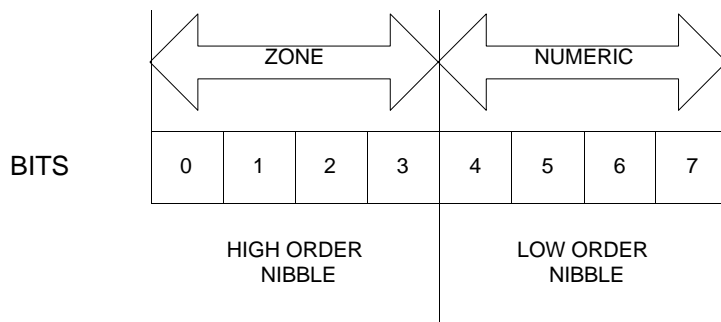 ZONE NUMERIC
BITS 0 1 2 3 4 5 6 7
HIGH ORDER LOW ORDER
NIBBLE NIBBLE